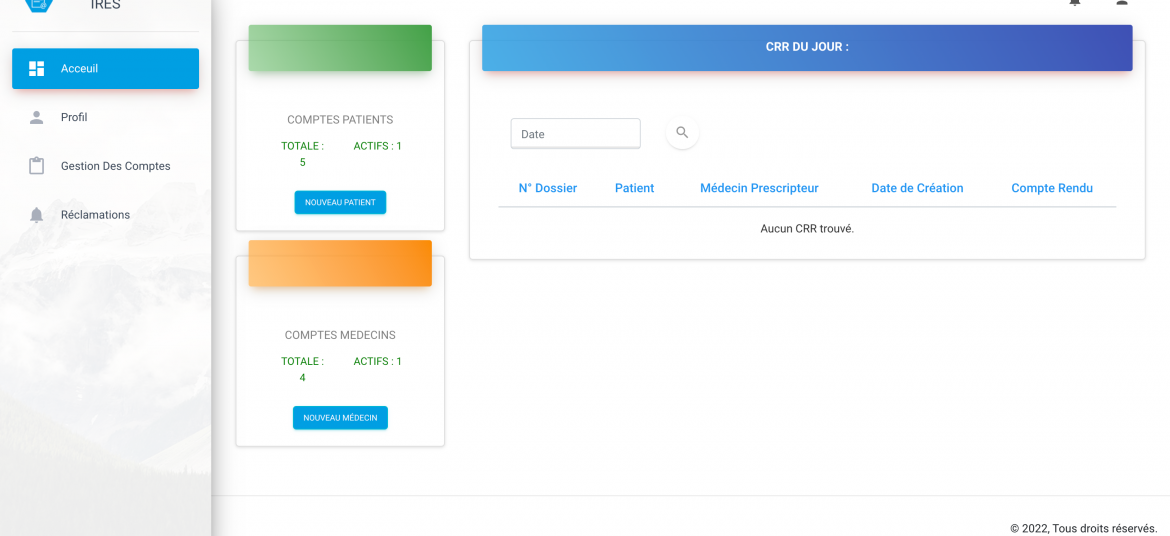 IRES
Acceuil
Profil
Gestion Des Comptes
Réclamations
COMPTES PATIENTS
TOTALE : ACTIFS : 1
5
NOUVEAU PATIENT
COMPTES MEDECINS
TOTALE : ACTIFS : 1
4
NOUVEAU MÉDECIN
CRR DU JOUR :
Date
N° Dossier Patient Médecin Prescripteur Date de Création Compte Rendu
Aucun CRR trouvé.
© 2022, Tous droits réservés.